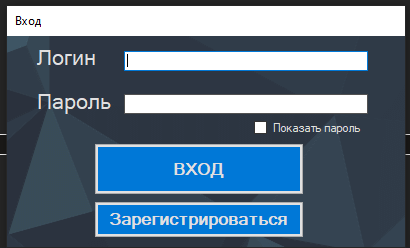 Вход
Логин
Пароль
Показать пароль
ВХОД
Зарегистрироваться